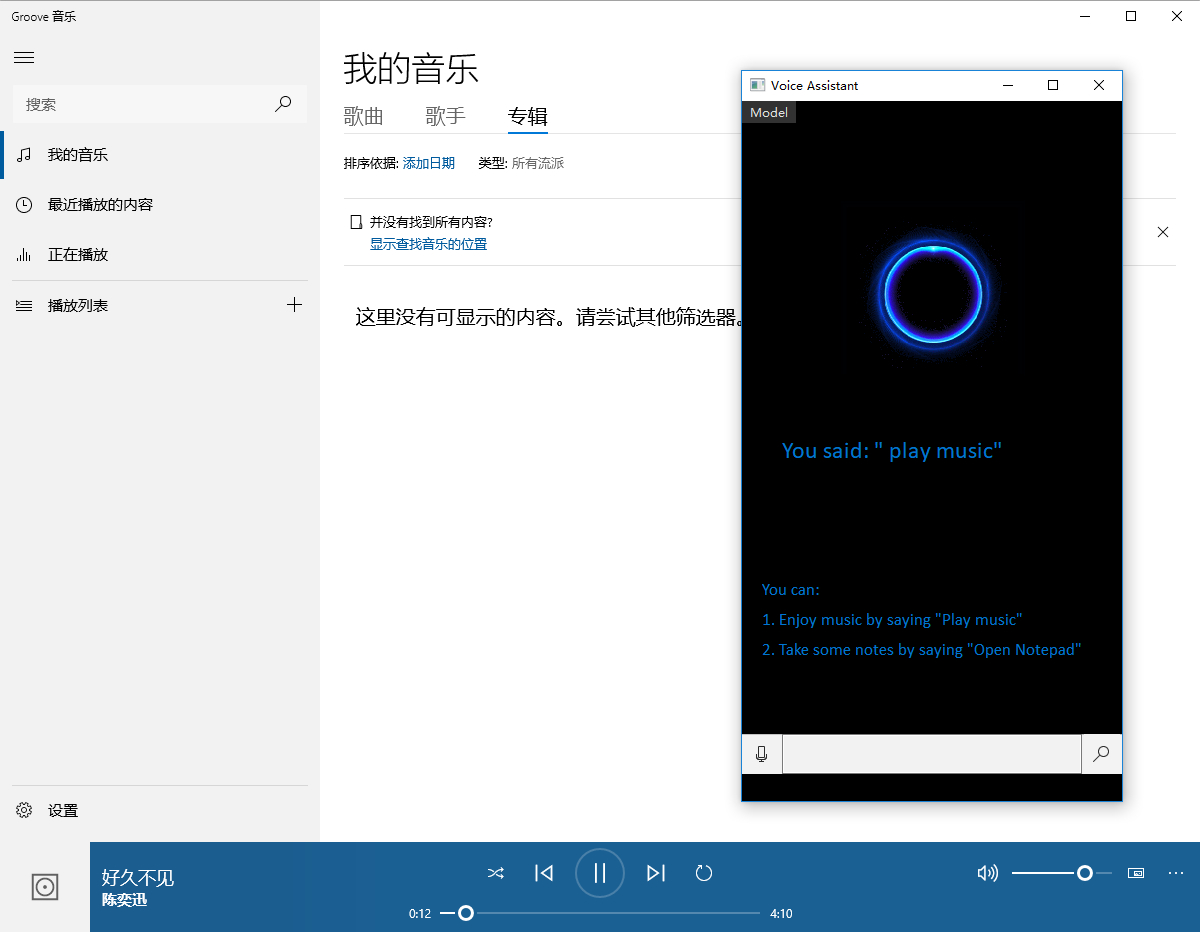 Groove 音乐
搜索
我的音乐
最近播放的内容
正在播放
播放列表
设置
我的音乐
歌曲 歌手 专辑
排序依据: 添加日期 类型: 所有流派
并没有找到所有内容?
显示查找音乐的位置
这里没有可显示的内容。请尝试其他筛选器。
Voice Assistant
Model
You said: " play music"
You can:
1. Enjoy music by saying "Play music"
2. Take some notes by saying "Open Notepad"
好久不见
陈奕迅
0:12 4:10